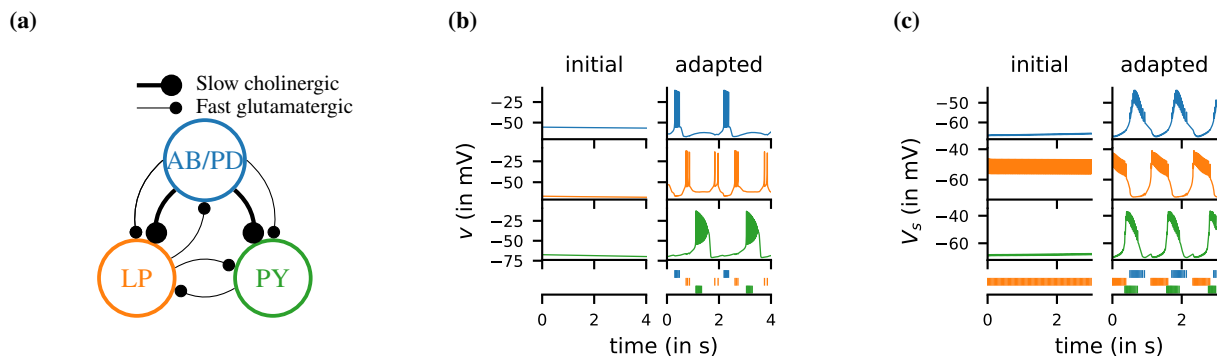 (a)
Slow cholinergic
Fast glutamatergic
AB/PD
LP
PY
(b)
initial adapted
−25
−50
−25
−50
−25
−50
−75
v (in mV)
0 2 4 0 2 4
time (in s)
(c)
initial adapted
−50
−60
−40
−60
−40
−60
Vs (in mV)
0 2 0 2
time (in s)